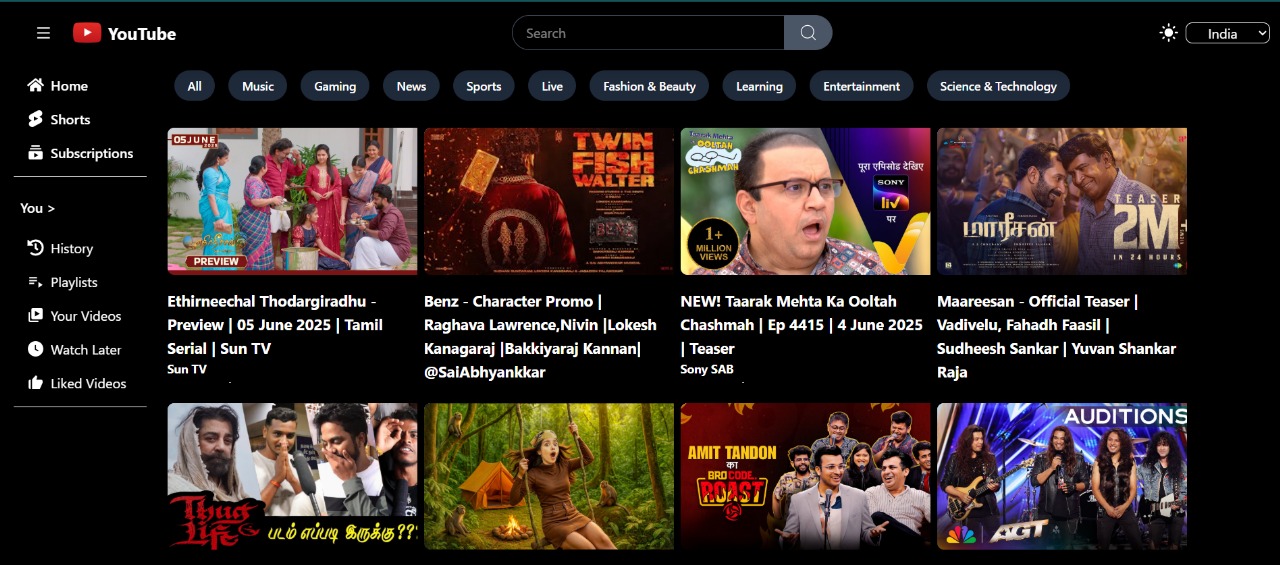 YouTube
Search
India
Home
Shorts
Subscriptions
You >
History
Playlists
Your Videos
Watch Later
Liked Videos
All
Music
Gaming
News
Sports
Live
Fashion & Beauty
Learning
Entertainment
Science & Technology
05 JUNE
2025
PREVIEW
TWIN
FISH
WALTER
BENZ
Taarak Mehta
Ka
OOLTAH
CHASHMAH
पूरा एपिसोड देखिए
SONY
liv
पर
1+
MILLION
VIEWS
மாரீசன்
TEASER
2M+
IN 24 HOURS
Ethirneechal Thodargiradhu -
Preview | 05 June 2025 | Tamil
Serial | Sun TV
Sun TV
Benz - Character Promo |
Raghava Lawrence,Nivin |Lokesh
Kanagaraj |Bakkiyaraj Kannan|
@SaiAbhyankkar
NEW! Taarak Mehta Ka Ooltah
Chashmah | Ep 4415 | 4 June 2025
| Teaser
Sony SAB
Maareesan - Official Teaser |
Vadivelu, Fahadh Faasil |
Sudheesh Sankar | Yuvan Shankar
Raja
Thug
Life
படம் எப்படி இருக்கு???
AMIT TANDON
का
BRO CODE
ROAST
AUDITIONS
AGT